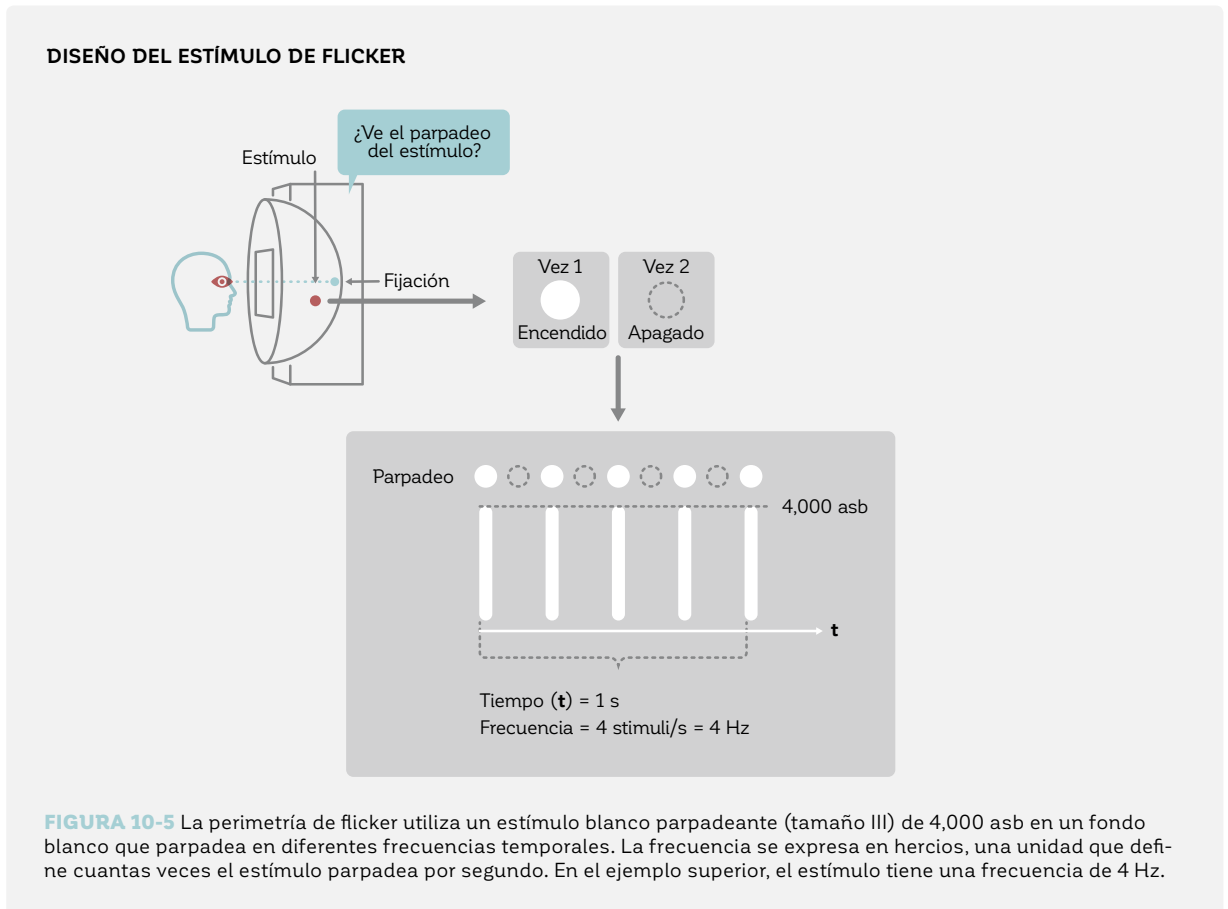 DISEÑO DEL ESTÍMULO DE FLICKER
¿Ve el parpadeo
del estímulo?
Estímulo
Fijación
Vez 1
Encendido
Vez 2
Apagado
Parpadeo
4,000 asb
t
Tiempo (t) = 1 s
Frecuencia = 4 stimuli/s = 4 Hz
FIGURA 10-5 La perimetría de flicker utiliza un estímulo blanco parpadeante (tamaño III) de 4,000 asb en un fondo
blanco que parpadea en diferentes frecuencias temporales. La frecuencia se expresa en hercios, una unidad que defi-
ne cuantas veces el estímulo parpadea por segundo. En el ejemplo superior, el estímulo tiene una frecuencia de 4 Hz.